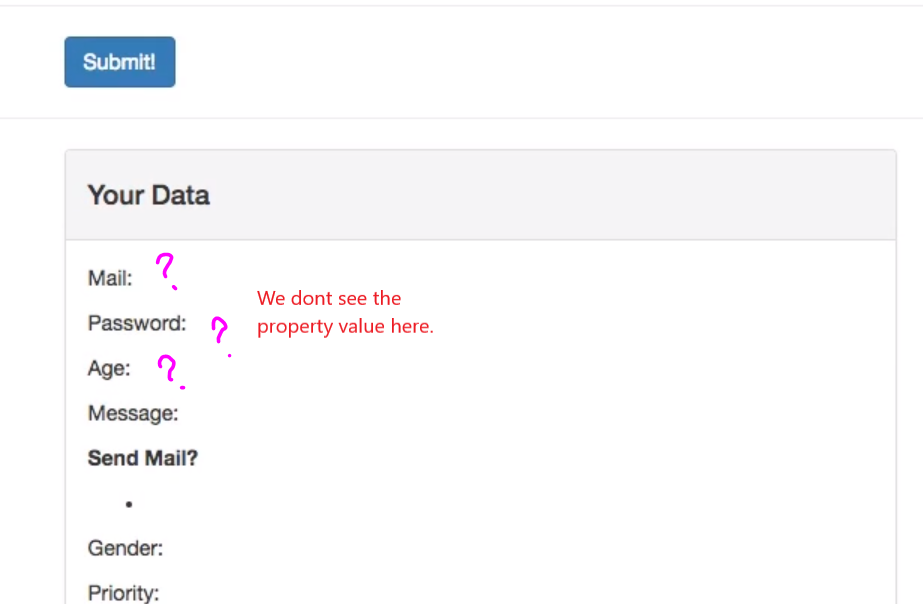 Submit!
Your Data
Mail: ?
We dont see the
Password: ?
property value here.
Age: ?
Message:
Send Mail?
Gender:
Priority: